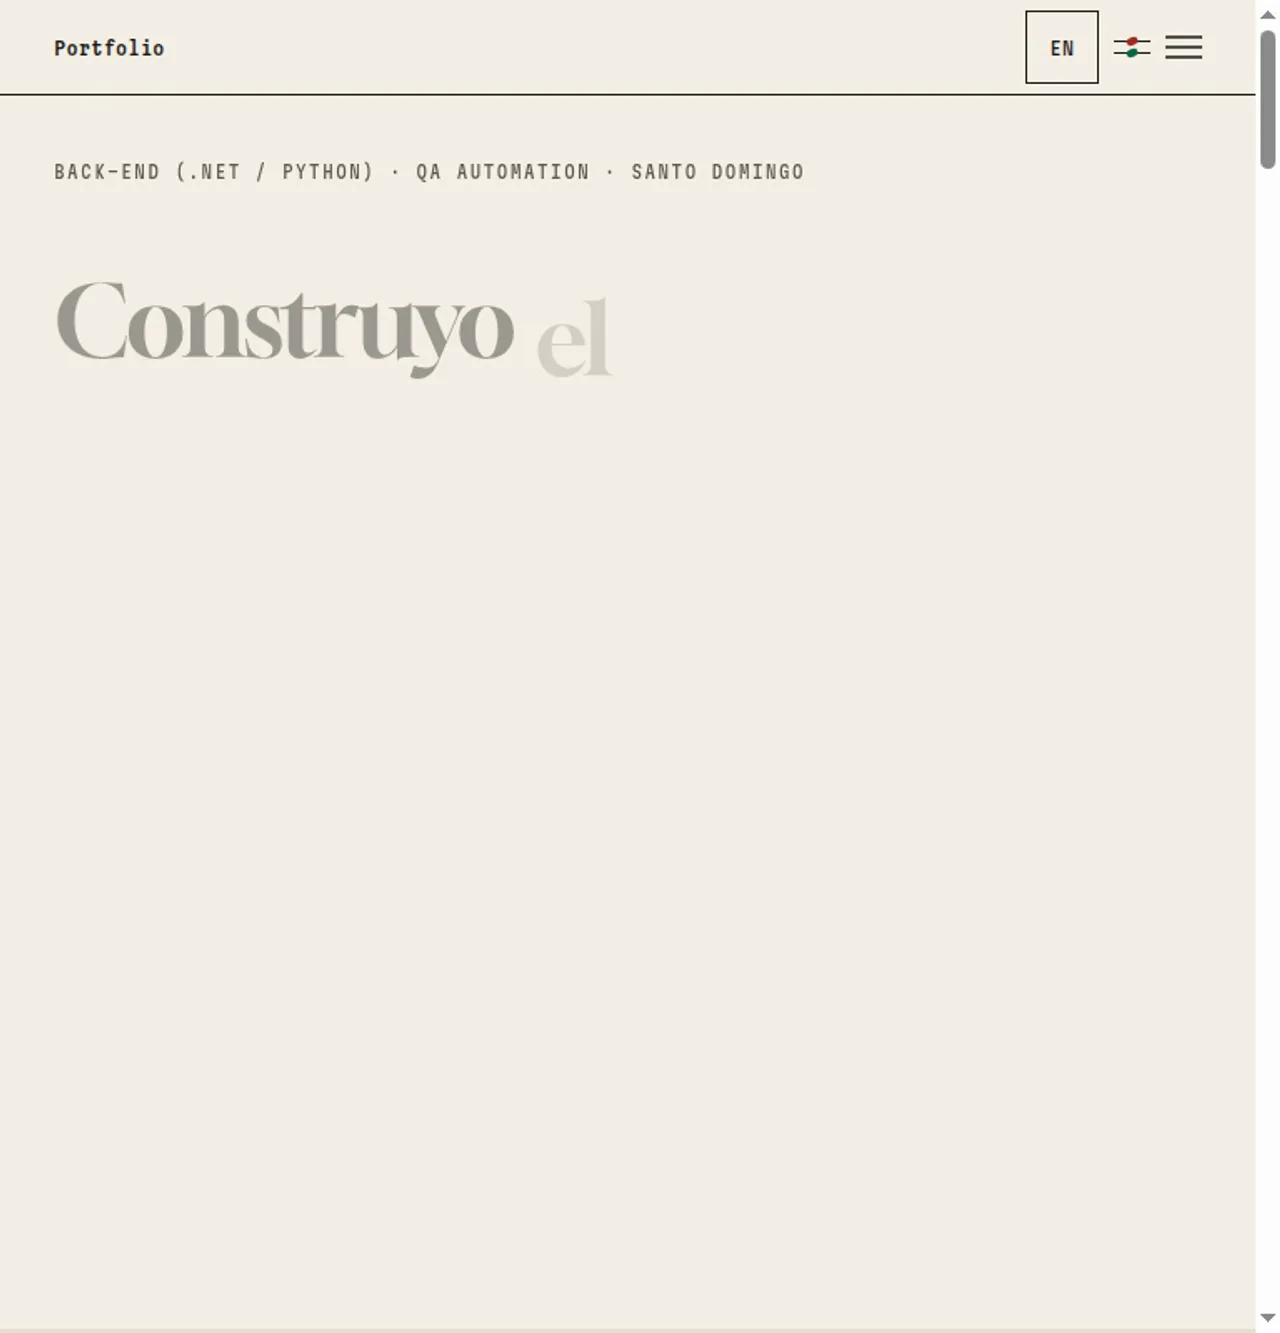 Portfolio
EN
BACK-END (.NET / PYTHON) · QA AUTOMATION · SANTO DOMINGO
Construyo el